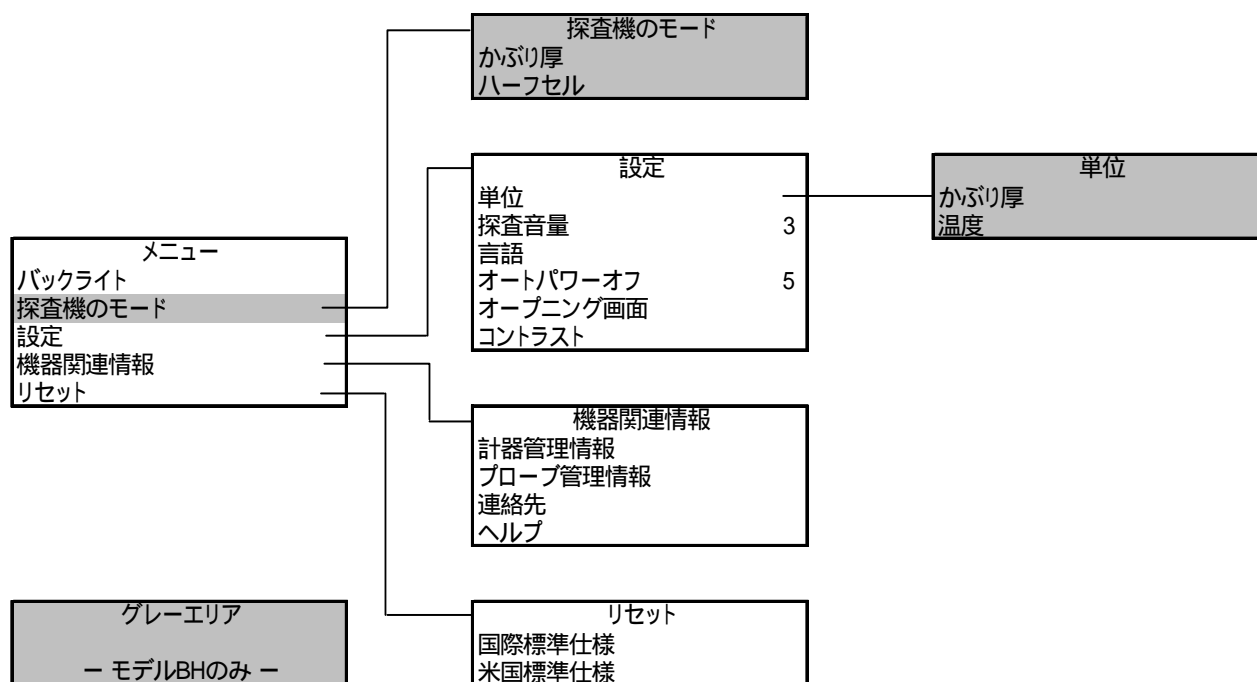 探査機のモード
かぶり厚
ハーフセル
設定
単位
探査音量 3
言語
オートパワーオフ 5
オープニング画面
コントラスト
単位
かぶり厚
温度
メニュー
バックライト
探査機のモード
設定
機器関連情報
リセット
機器関連情報
計器管理情報
プローブ管理情報
連絡先
ヘルプ
グレーエリア
ー モデルBHのみ ー
リセット
国際標準仕様
米国標準仕様